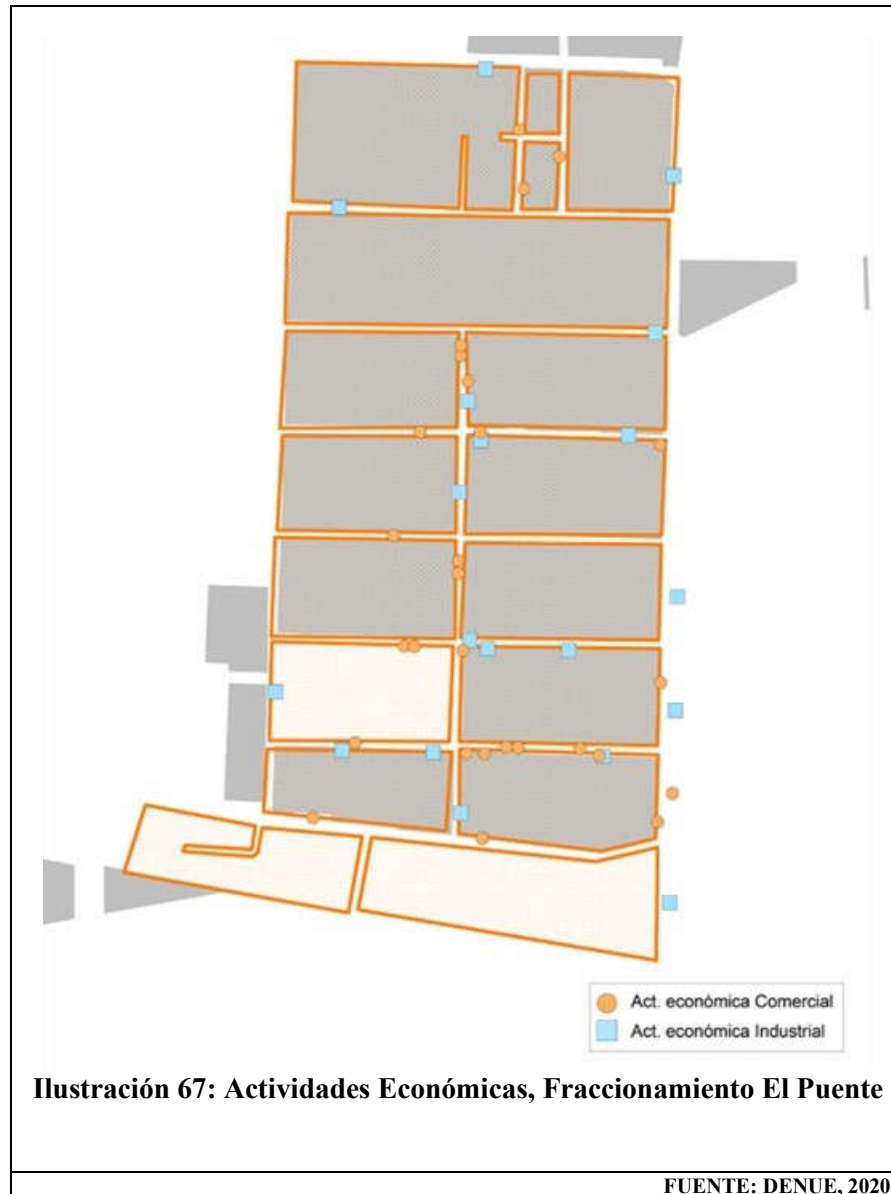 Act. económica Comercial
Act. económica Industrial
Ilustración 67: Actividades Económicas, Fraccionamiento El Puente
FUENTE: DENUE, 2020